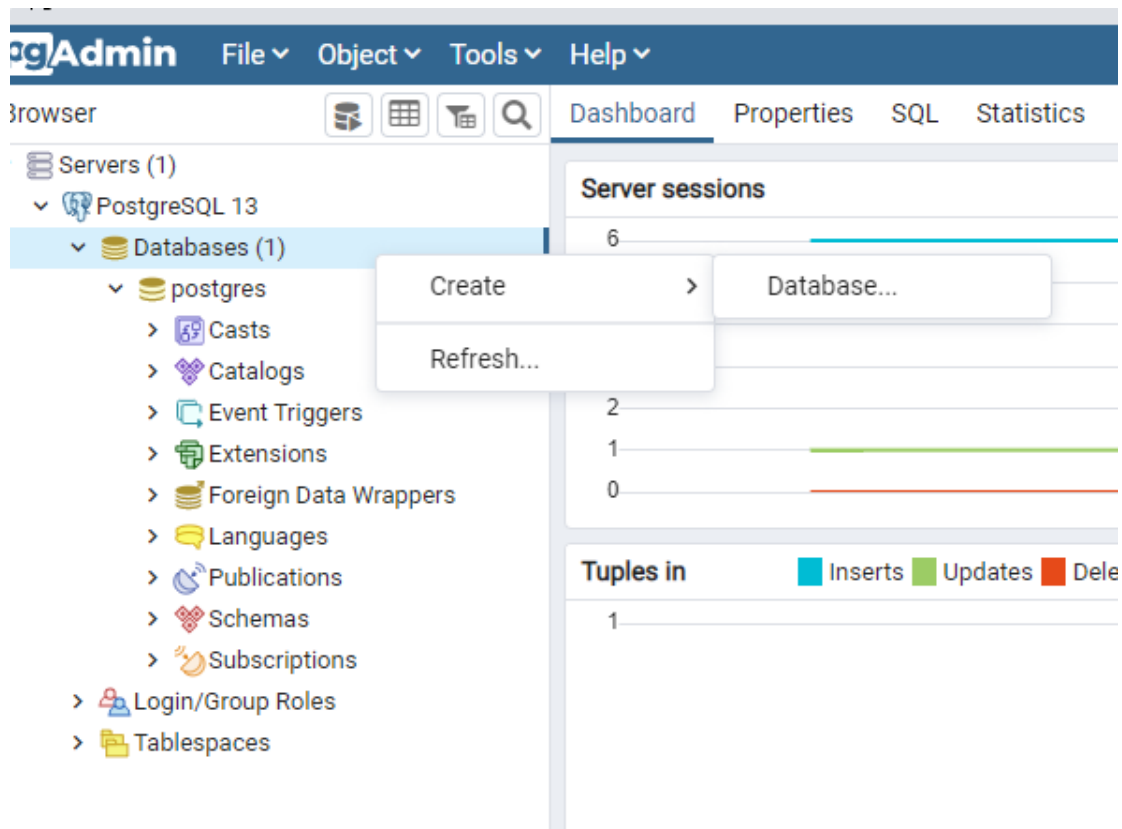 pgAdmin File Object Tools Help
Browser Dashboard Properties SQL Statistics
Servers (1)
PostgreSQL 13
Databases (1)
postgres
Casts
Catalogs
Event Triggers
Extensions
Foreign Data Wrappers
Languages
Publications
Schemas
Subscriptions
Login/Group Roles
Tablespaces
Create
Database...
Refresh...
Server sessions
6
2
1
0
Tuples in Inserts Updates Dele
1